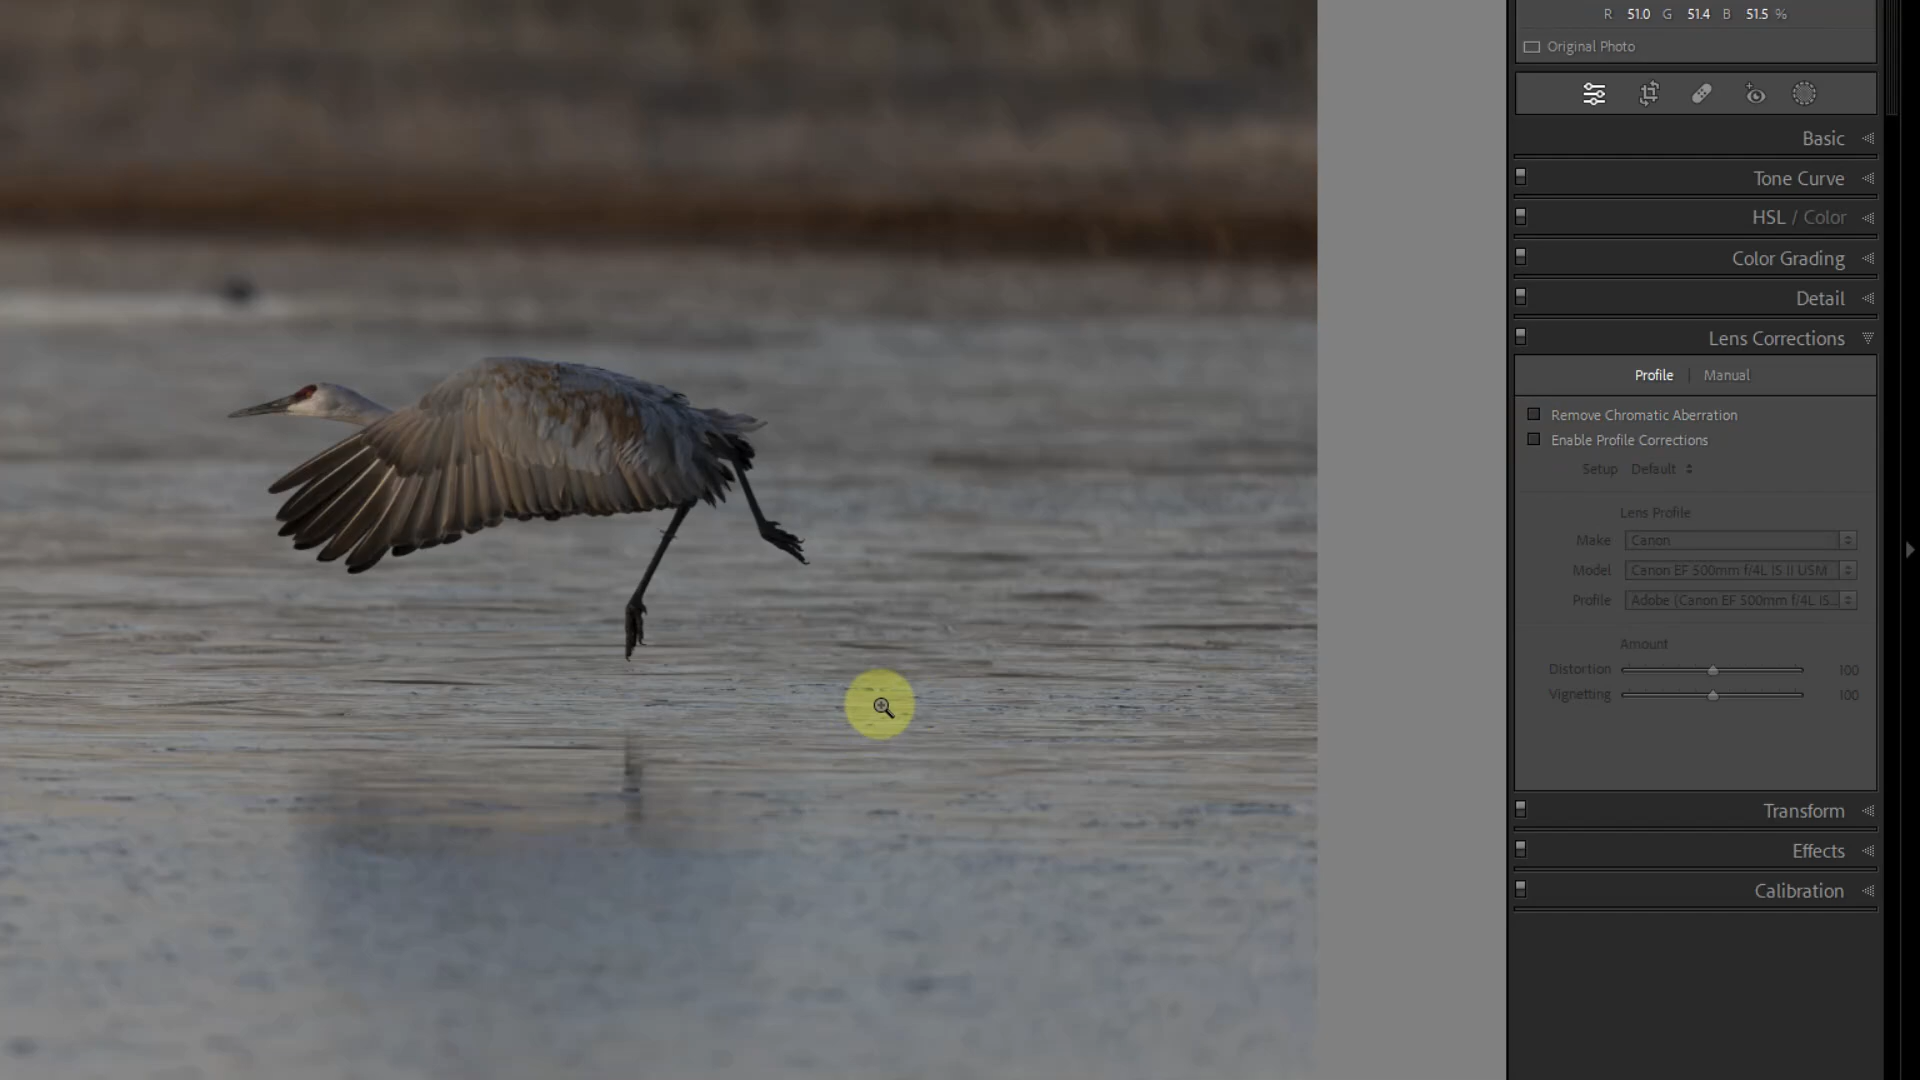 R 51.0 G 51.4 B 51.5 %
Original Photo
Basic
Tone Curve
HSL / Color
Color Grading
Detail
Lens Corrections
Profile | Manual
Remove Chromatic Aberration
Enable Profile Corrections
Setup Default
Lens Profile
Make Canon
Model Canon EF 500mm f/4L IS II USM
Profile Adobe (Canon EF 500mm f/4L IS...
Amount
Distortion 100
Vignetting 100
Transform
Effects
Calibration